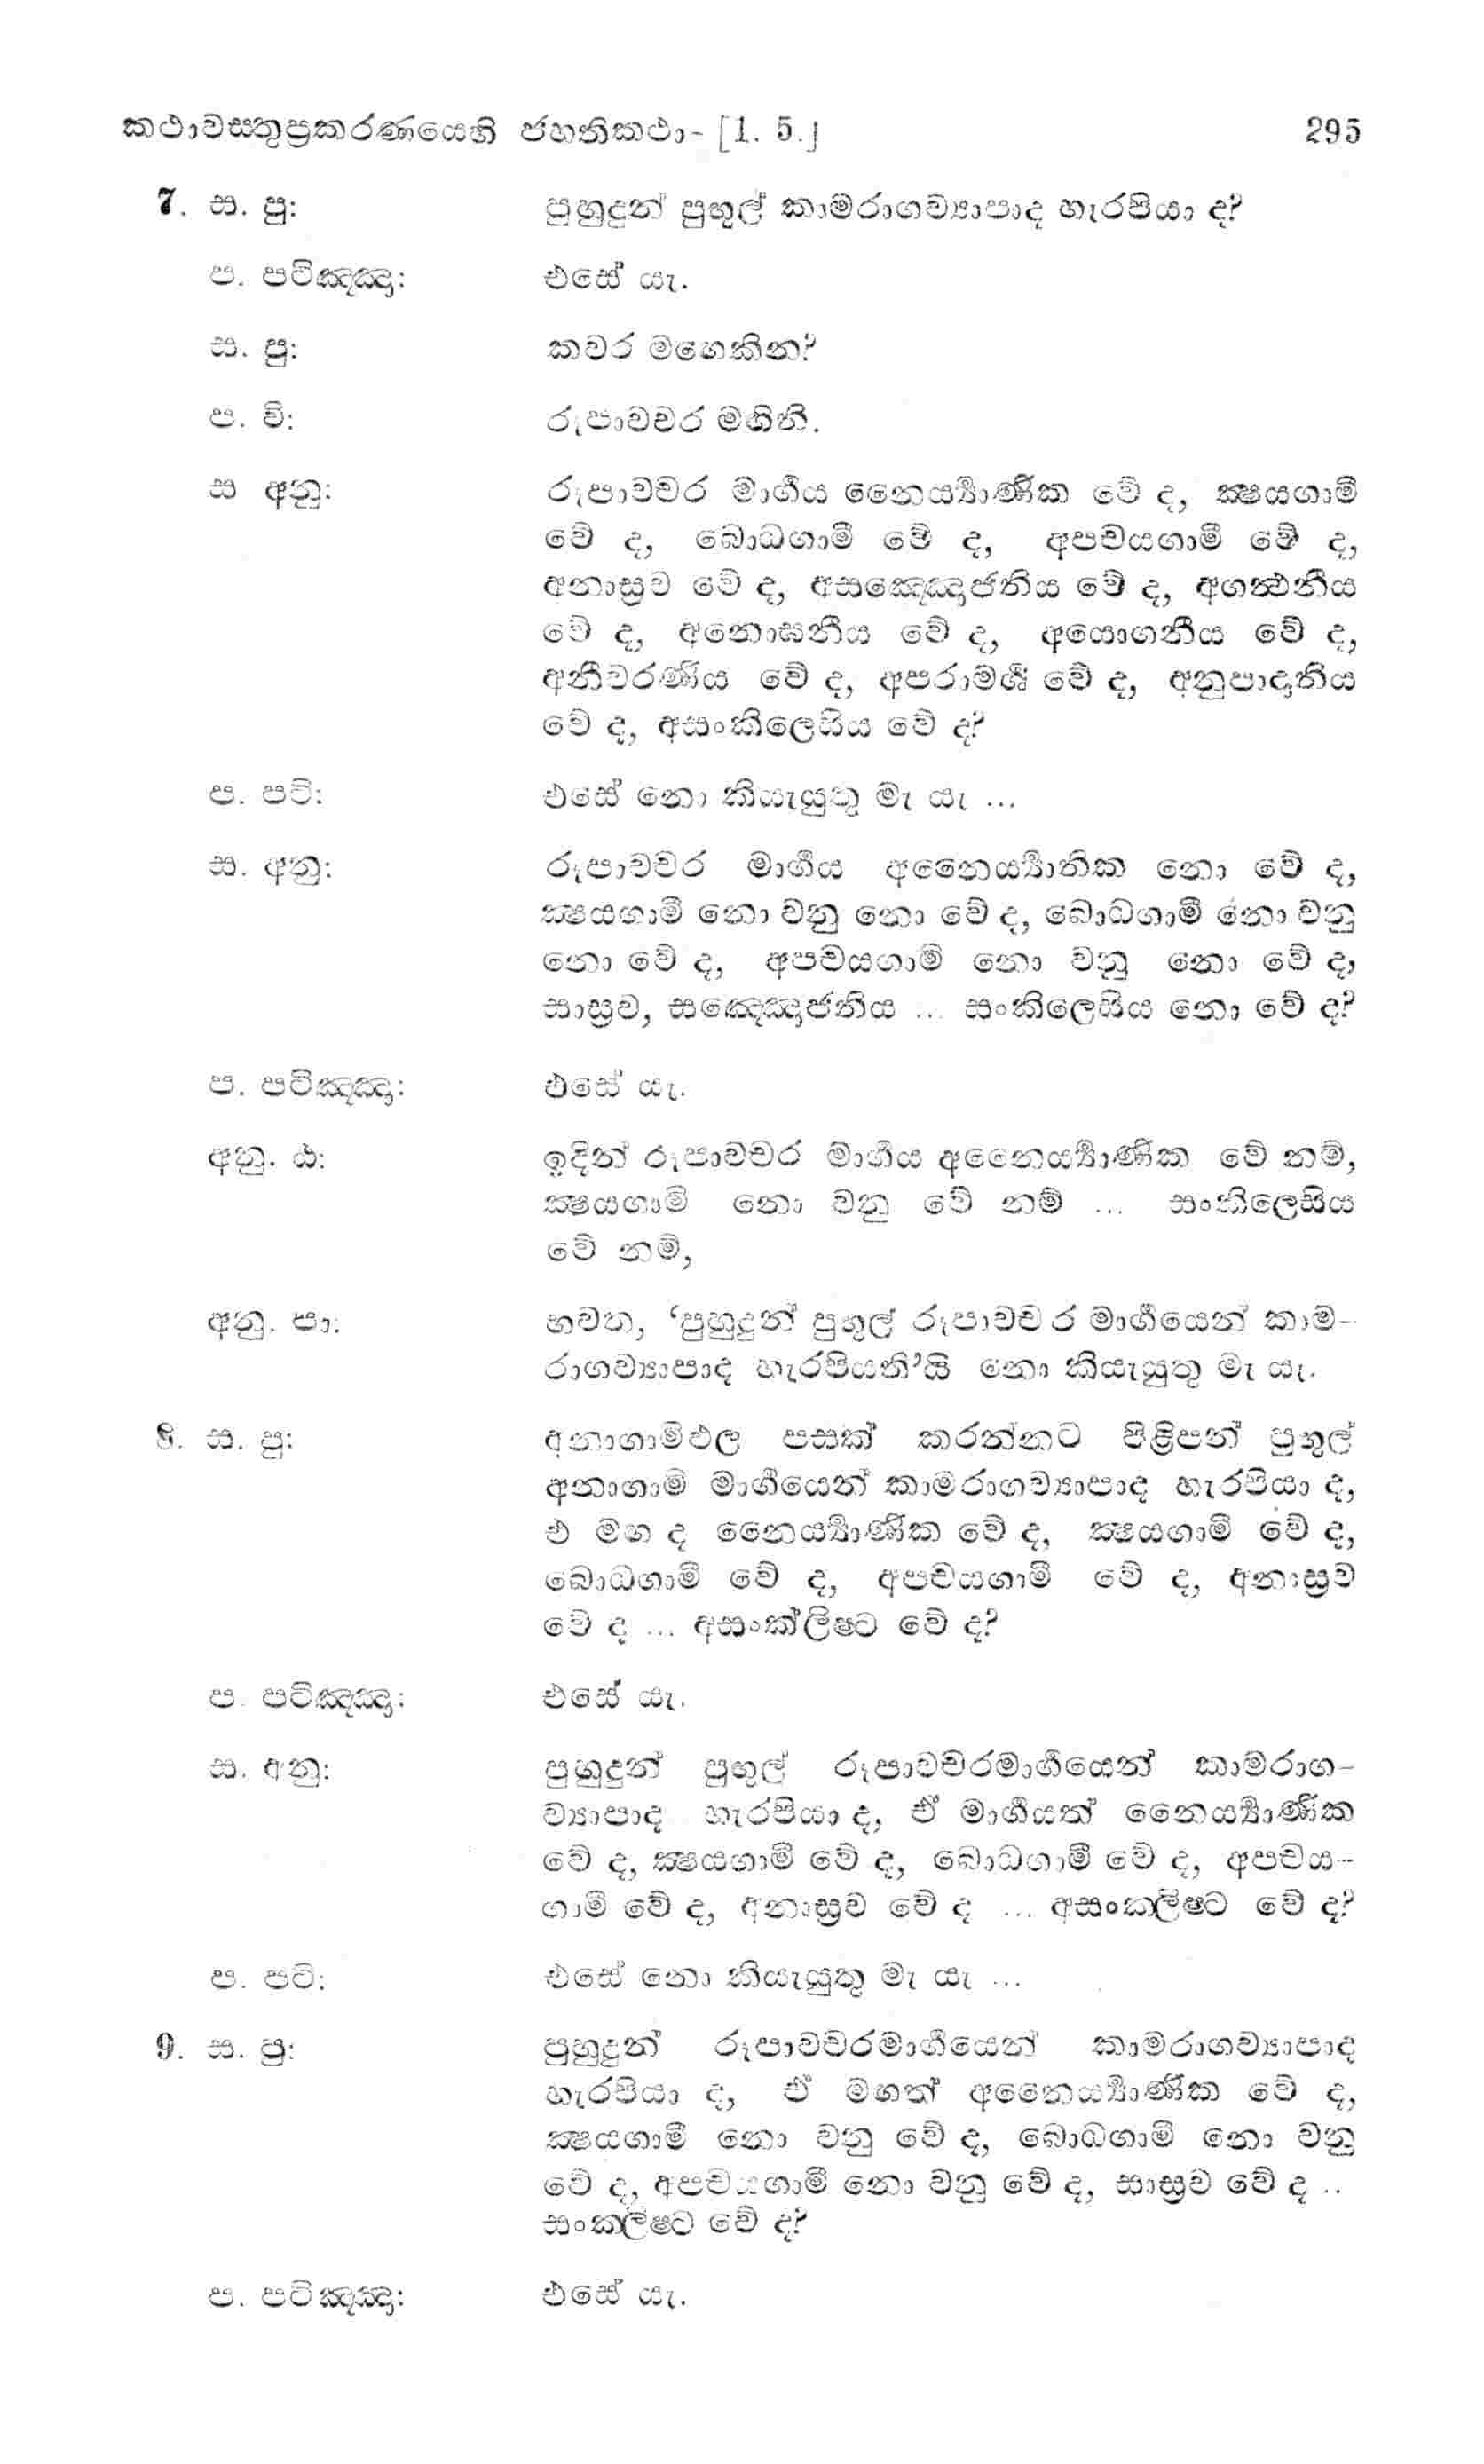 කථාවස්තුප්‍රකරණයෙහි ජහතිකථා- [1. 5.] 295
7. ස. පු: පුහුදුන් පුඟුල් කාමරාගව්‍යාපාද හැරපියා ද?
ප. පටිඤ්ඤා: එසේ යැ.
ස. පු: කවර මඟෙකින?
ප. වි: රූපාවචර මඟිනි.
ස අනු: රූපාවචර මාර්ගය නෛර්‍ය්‍යාණික වේ ද, ක්ෂයගාමී
වේ ද, බොධගාමී වේ ද, අපචයගාමී වේ ද,
අනාස්‍රව වේ ද, අසඤ්ඤොජනිය වේ ද, අගන්ථනීය
වේ ද, අනොඝනීය වේ ද, අයොගනීය වේ ද,
අනීවරණිය වේ ද, අපරාමර්ශ වේ ද, අනුපාදානිය
වේ ද, අසංකිලෙසිය වේ ද?
ප. පටි: එසේ නො කියැයුතු මැ යැ ...
ස. අනු: රූපාවචර මාර්ගය අනෛර්‍ය්‍යානික නො වේ ද,
ක්ෂයගාමී නො වනු නො වේ ද, බොධගාමී නො වනු
නො වේ ද, අපචයගාමී නො වනු නො වේ ද,
සාස්‍රව, සඤ්ඤොජනිය ... සංකිලෙසිය නො වේ ද?
ප. පටිඤ්ඤා: එසේ යැ.
අනු. ඨ: ඉදින් රූපාවචර මාර්ගය අනෛර්‍ය්‍යාණික වේ නම්,
ක්ෂයගාමි නො වනු වේ නම් ... සංකිලෙසිය
වේ නම්,
අනු. පා: භවත, ‘පුහුදුන් පුඟුල් රූපාවචර මාර්ගයෙන් කාම-
රාගව්‍යාපාද හැරපියති’යි නො කියැයුතු මැ යැ.
8. ස. පු: අනාගාමිඵල පසක් කරන්නට පිළිපන් පුඟුල්
අනාගාමි මාර්ගයෙන් කාමරාගව්‍යාපාද හැරපියා ද,
එ මඟ ද නෛර්‍ය්‍යාණික වේ ද, ක්ෂයගාමී වේ ද,
බොධගාමී වේ ද, අපචයගාමී වේ ද, අනාස්‍රව
වේ ද ... අසංක්ලිෂ්ට වේ ද?
ප. පටිඤ්ඤා: එසේ යැ.
ස. අනු: පුහුදුන් පුඟුල් රූපාවචරමාර්ගයෙන් කාමරාග-
ව්‍යාපාද හැරපියා ද, ඒ මාර්ගයත් නෛර්‍ය්‍යාණික
වේ ද, ක්ෂයගාමී වේ ද, බොධගාමී වේ ද, අපචය-
ගාමී වේ ද, අනාස්‍රව වේ ද ... අසංක්ලිෂ්ට වේ ද?
ප. පටි: එසේ නො කියැයුතු මැ යැ ...
9. ස. පු: පුහුදුන් රූපාවචරමාර්ගයෙන් කාමරාගව්‍යාපාද
හැරපියා ද, ඒ මඟත් අනෛර්‍ය්‍යාණික වේ ද,
ක්ෂයගාමී නො වනු වේ ද, බොධගාමී නො වනු
වේ ද, අපචයගාමී නො වනු වේ ද, සාස්‍රව වේ ද ..
සංක්ලිෂ්ට වේ ද?
ප. පටිඤ්ඤා: එසේ යැ.